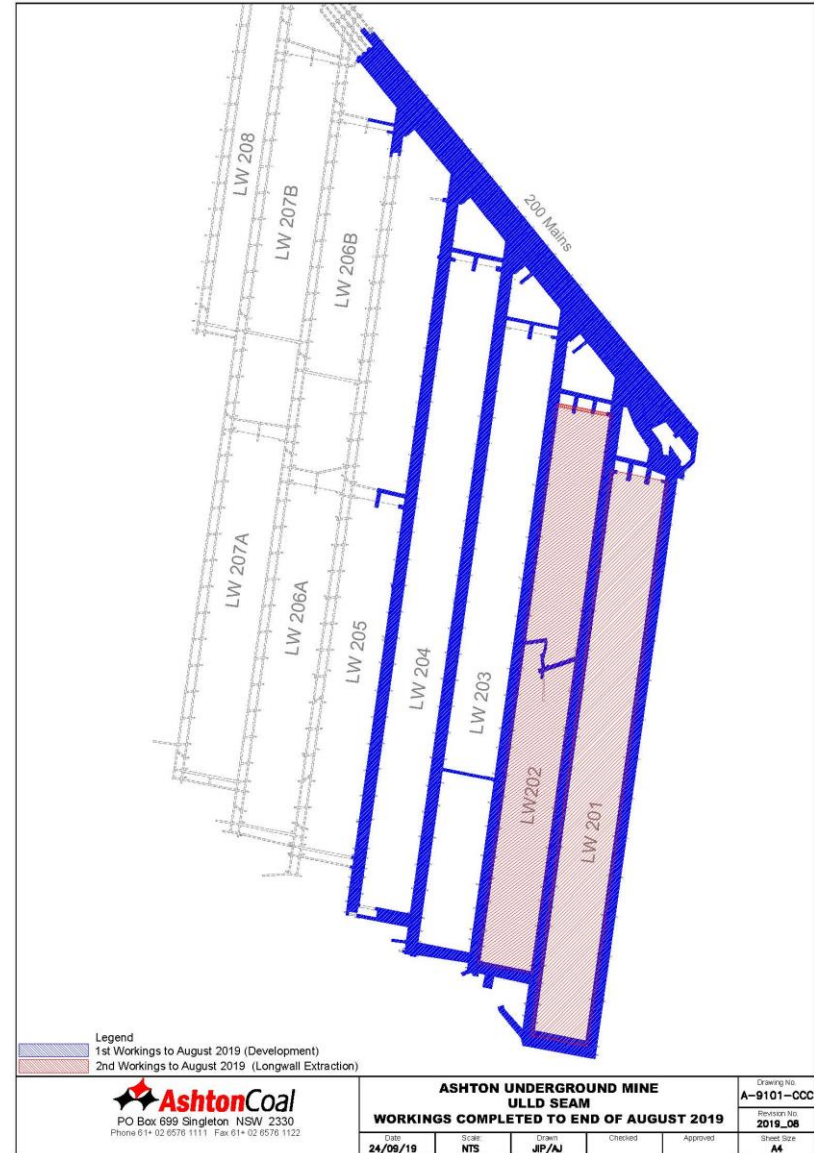 200 Mains
LW 208
LW 207B
LW 206B
LW 207A
LW 206A
LW 205
LW 204
LW 203
LW202
LW 201
Legend
1st Workings to August 2019 (Development)
2nd Workings to August 2019 (Longwall Extraction)
AshtonCoal
PO Box 699 Singleton NSW 2330
Phone 61+ 02 6576 1111 Fax 61+ 02 6576 1122
ASHTON UNDERGROUND MINE
ULLD SEAM
WORKINGS COMPLETED TO END OF AUGUST 2019
Date
24/09/19
Scale:
NTS
Drawn
JIP/AJ
Checked
Approved
Drawing No.
A-9101-CCC
Revision No.
2019_08
Sheet Size
A4